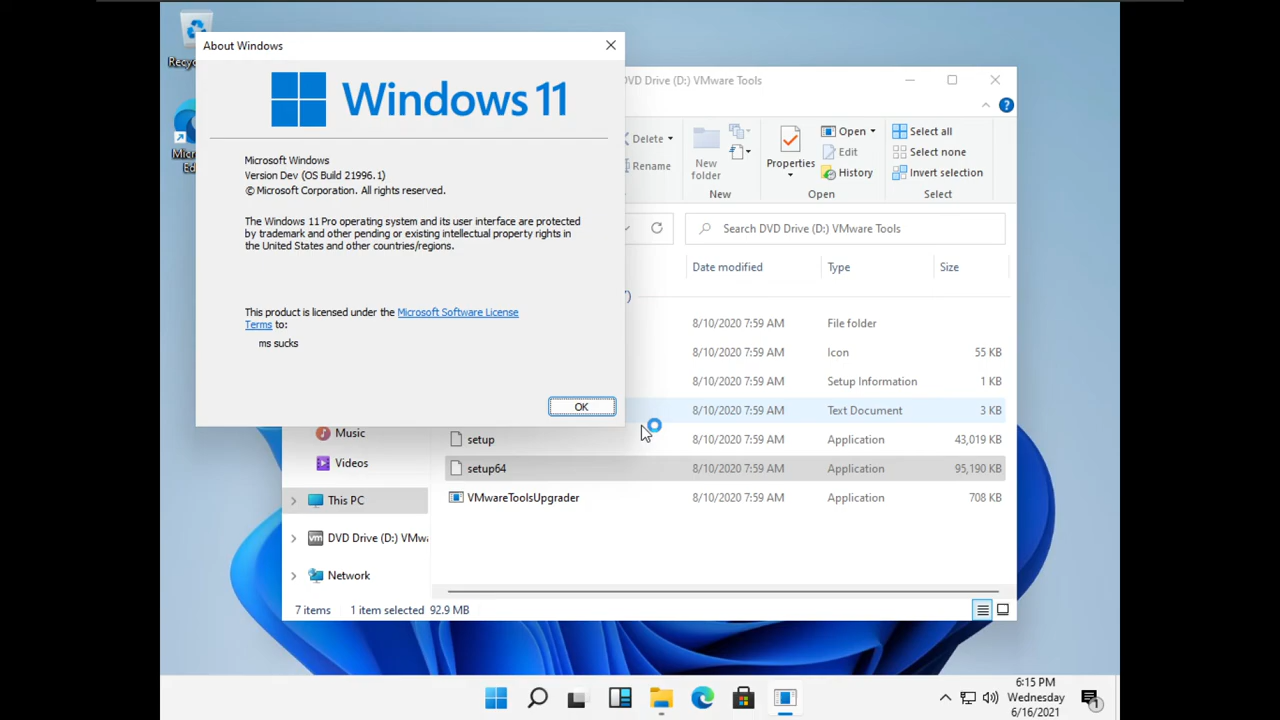 Recyc
Micr
Ed
About Windows
Windows 11
Microsoft Windows
Version Dev (OS Build 21996.1)
© Microsoft Corporation. All rights reserved.
The Windows 11 Pro operating system and its user interface are protected
by trademark and other pending or existing intellectual property rights in
the United States and other countries/regions.
This product is licensed under the Microsoft Software License
Terms to:
ms sucks
OK
DVD Drive (D:) VMware Tools
Delete
Rename
New
folder
New
Properties
Open
Edit
History
Open
Select all
Select none
Invert selection
Select
Search DVD Drive (D:) VMware Tools
Date modified Type Size
8/10/2020 7:59 AM File folder
8/10/2020 7:59 AM Icon 55 KB
8/10/2020 7:59 AM Setup Information 1 KB
8/10/2020 7:59 AM Text Document 3 KB
setup 8/10/2020 7:59 AM Application 43,019 KB
setup64 8/10/2020 7:59 AM Application 95,190 KB
VMwareToolsUpgrader 8/10/2020 7:59 AM Application 708 KB
Music
Videos
This PC
vm DVD Drive (D:) VMwa
Network
7 items 1 item selected 92.9 MB
6:15 PM
Wednesday
6/16/2021
1